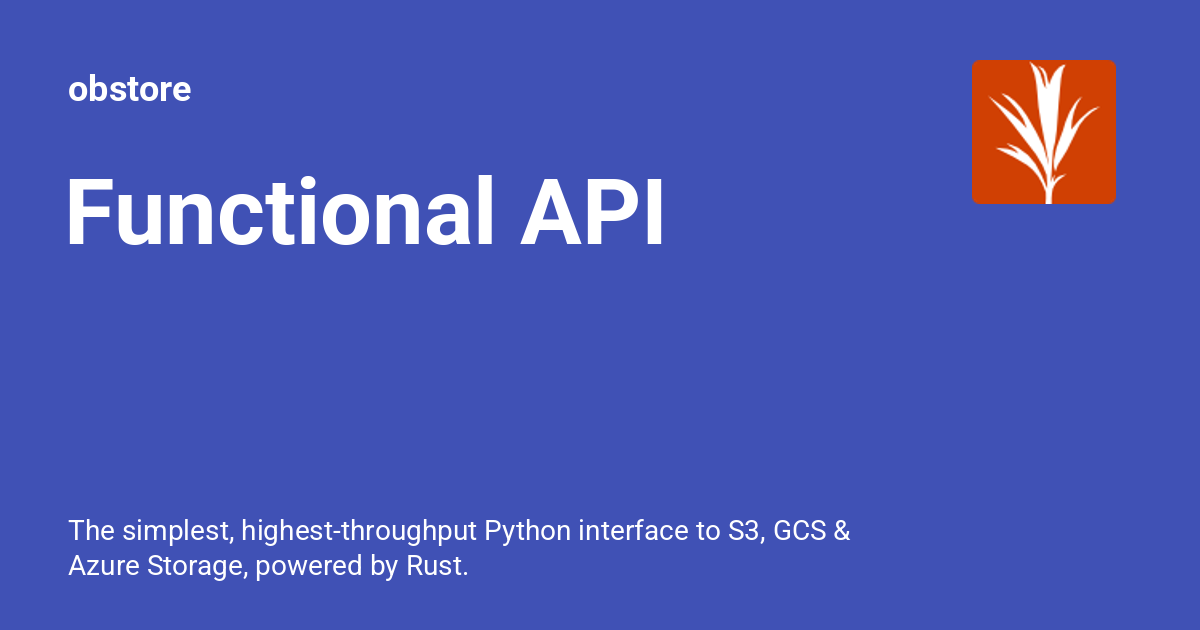 obstore
Functional API
The simplest, highest-throughput Python interface to S3, GCS &
Azure Storage, powered by Rust.